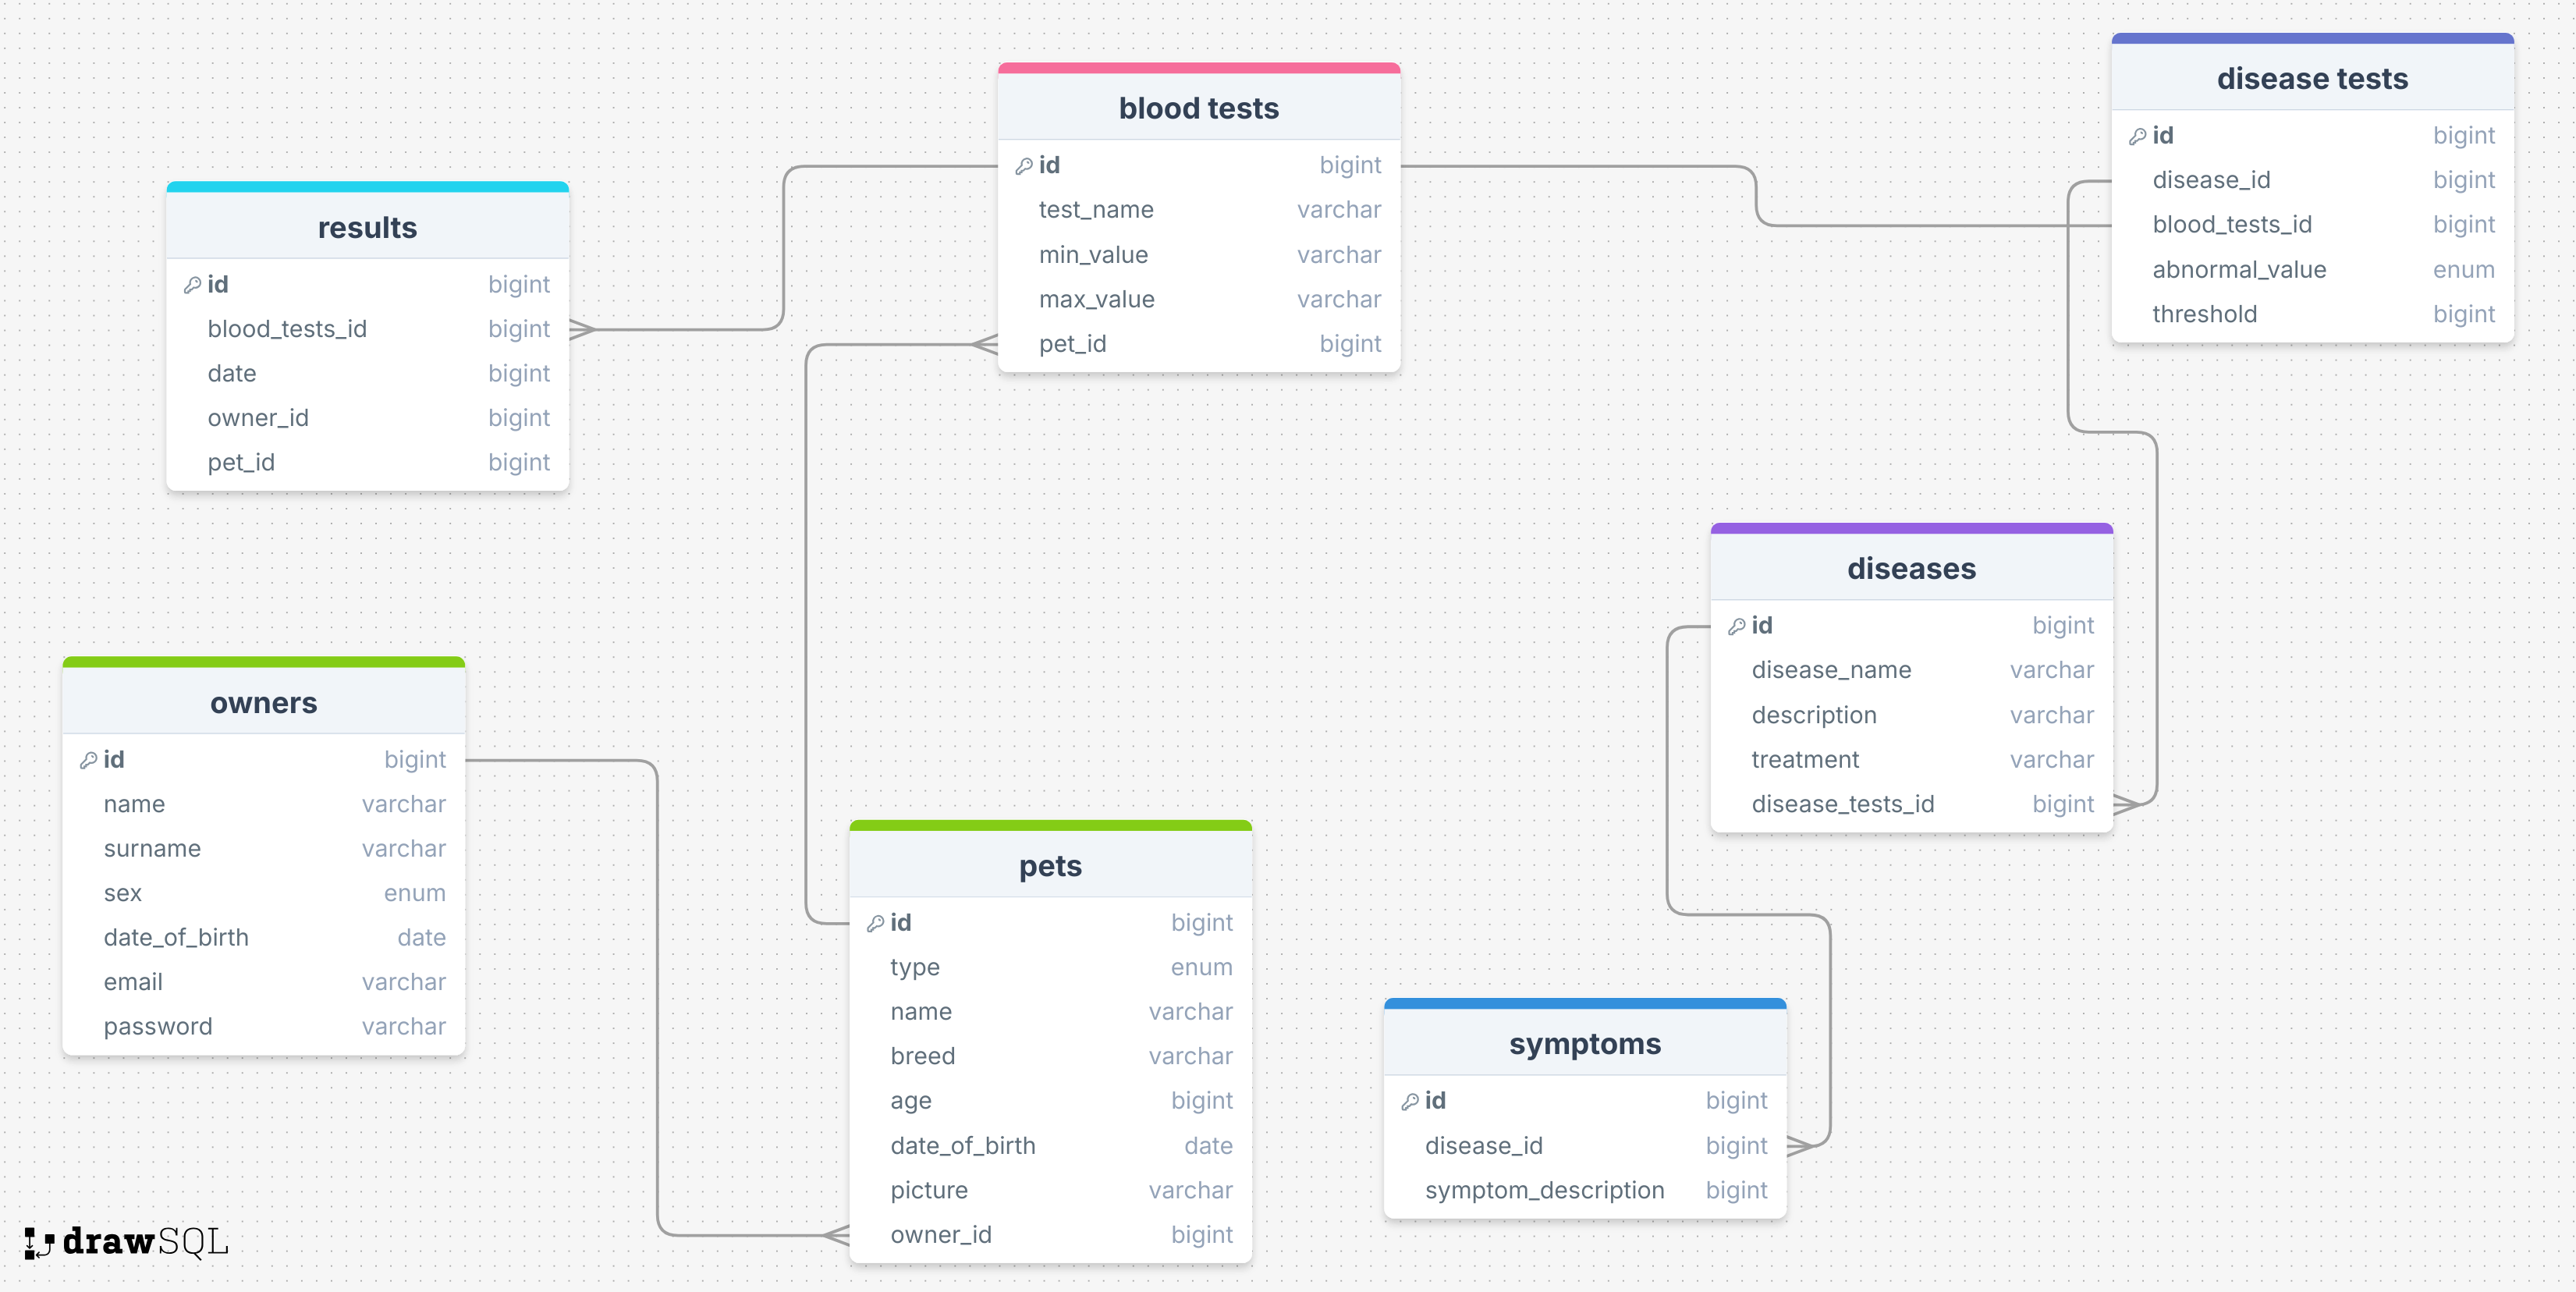 results
id bigint
blood_tests_id bigint
date bigint
owner_id bigint
pet_id bigint
blood tests
id bigint
test_name varchar
min_value varchar
max_value varchar
pet_id bigint
disease tests
id bigint
disease_id bigint
blood_tests_id bigint
abnormal_value enum
threshold bigint
owners
id bigint
name varchar
surname varchar
sex enum
date_of_birth date
email varchar
password varchar
pets
id bigint
type enum
name varchar
breed varchar
age bigint
date_of_birth date
picture varchar
owner_id bigint
diseases
id bigint
disease_name varchar
description varchar
treatment varchar
disease_tests_id bigint
symptoms
id bigint
disease_id bigint
symptom_description bigint
drawSQL